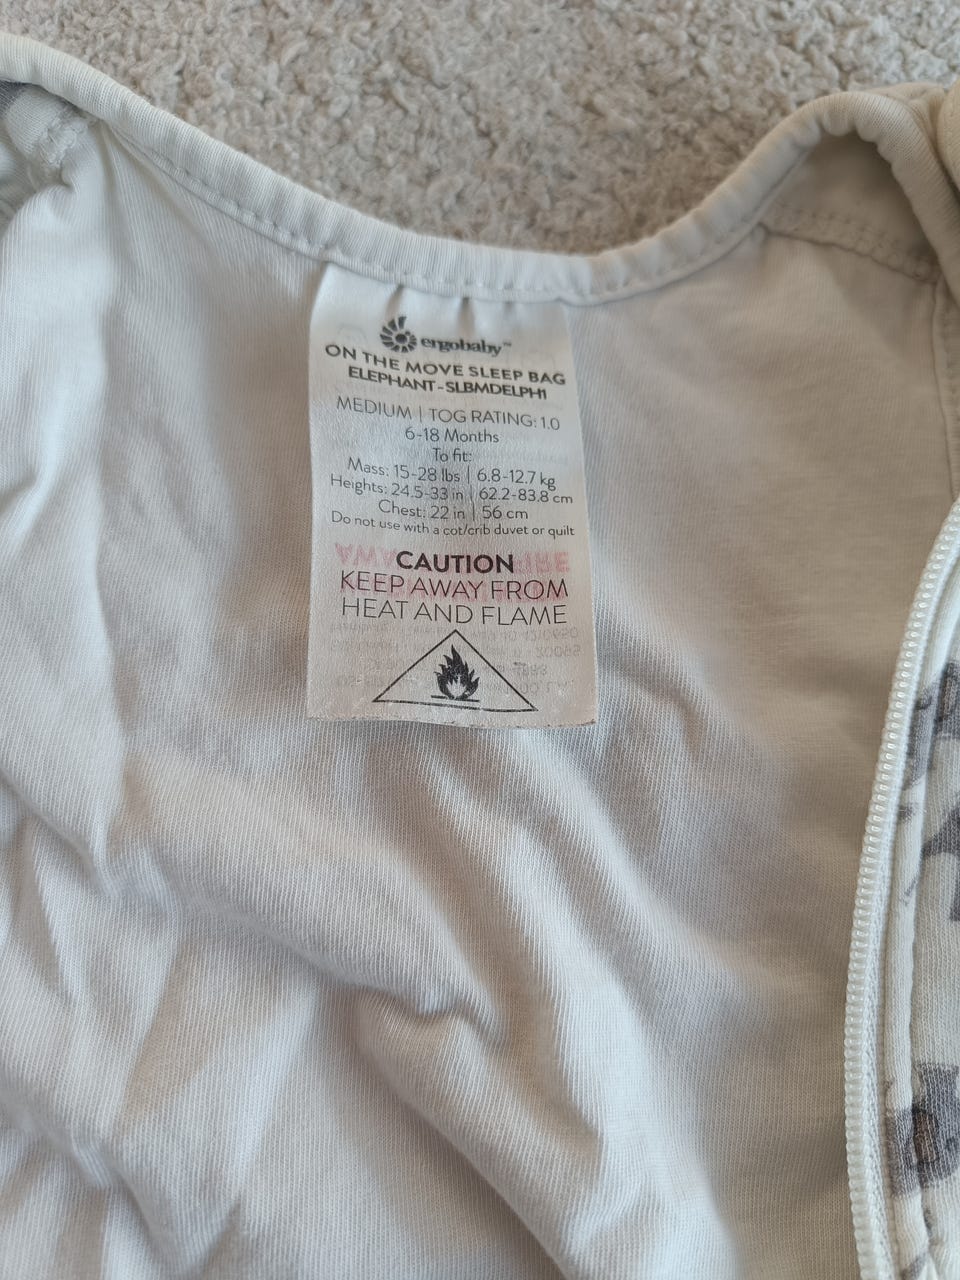 ergobaby™
ON THE MOVE SLEEP BAG
ELEPHANT-SLBMDELPH1
MEDIUM | TOG RATING: 1.0
6-18 Months
To fit:
Mass: 15-28 lbs | 6.8-12.7 kg
Heights: 24.5-33 in | 62.2-83.8 cm
Chest: 22 in | 56 cm
Do not use with a cot/crib duvet or quilt
CAUTION
KEEP AWAY FROM
HEAT AND FLAME